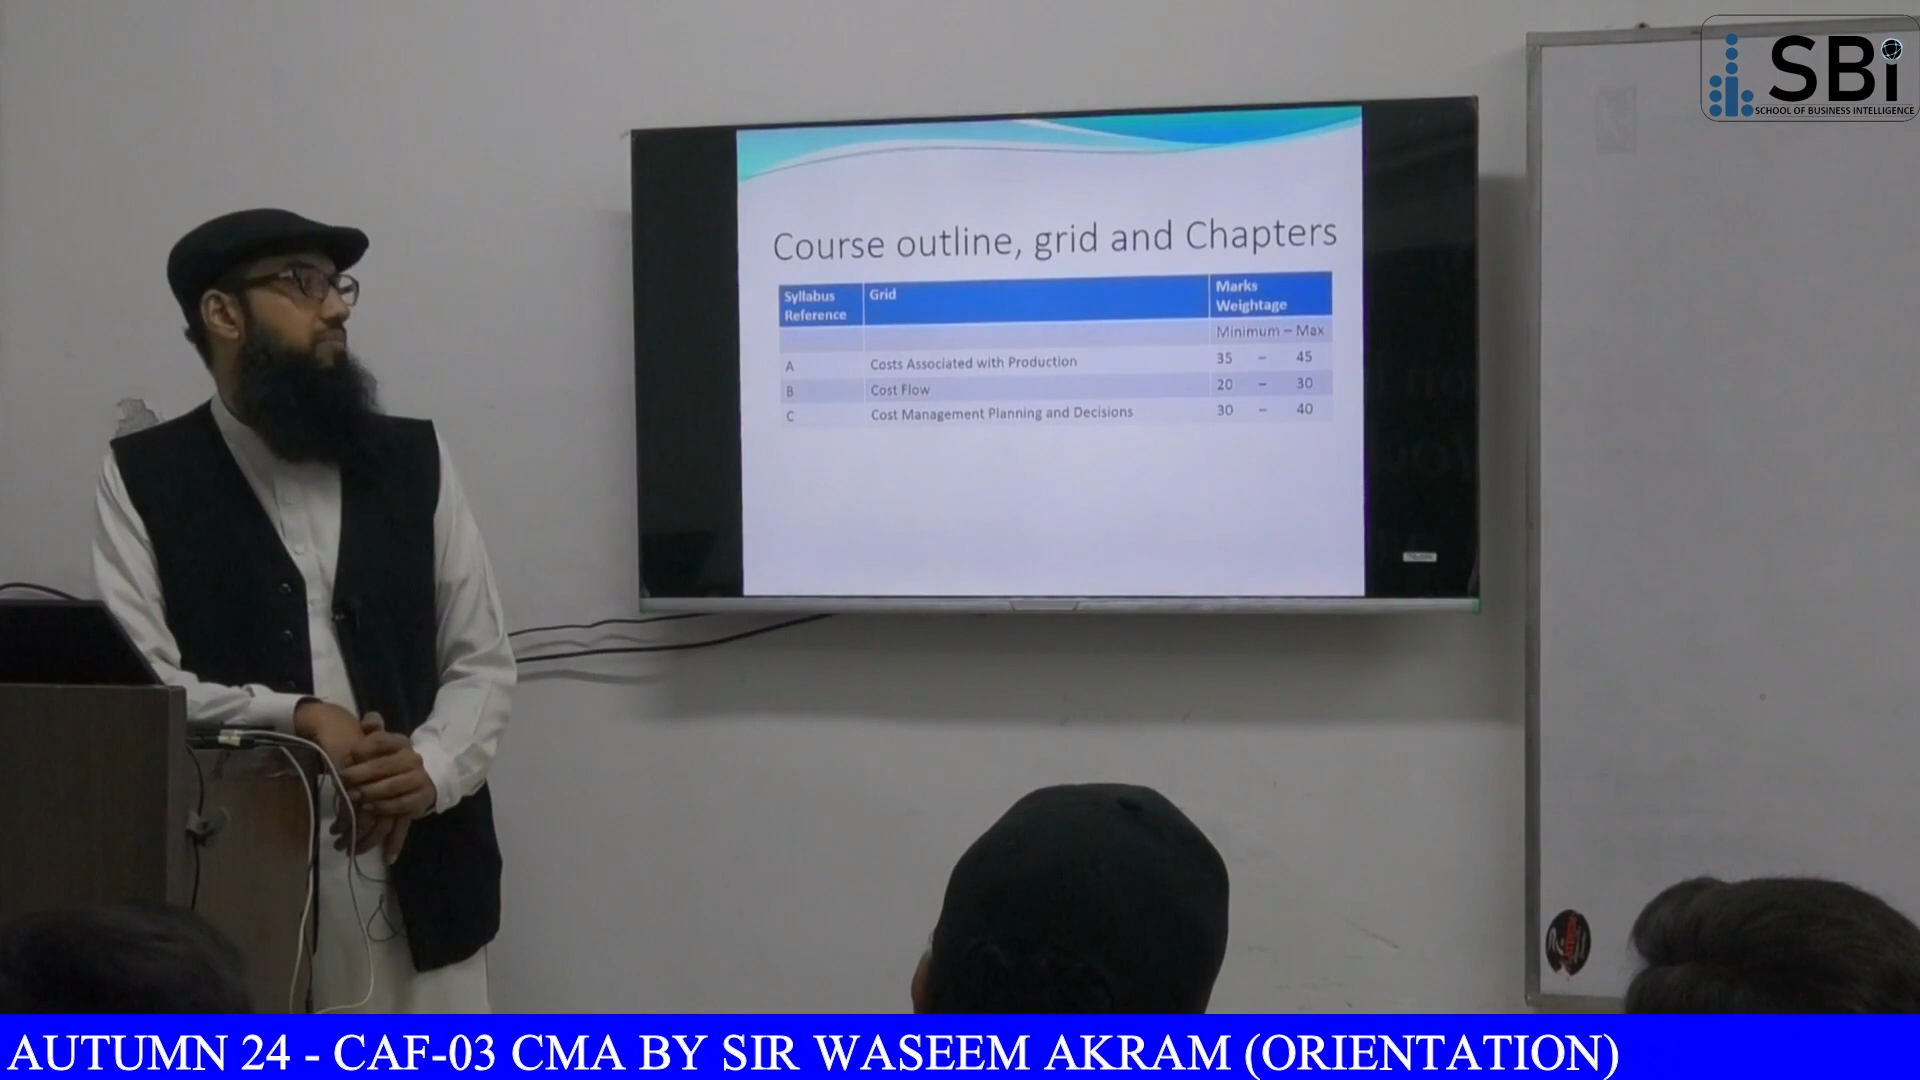 SBi
SCHOOL OF BUSINESS INTELLIGENCE
Course outline, grid and Chapters
Syllabus Reference Grid Marks Weightage
Minimum – Max
A Costs Associated with Production 35 – 45
B Cost Flow 20 – 30
C Cost Management Planning and Decisions 30 – 40
AUTUMN 24 - CAF-03 CMA BY SIR WASEEM AKRAM (ORIENTATION)